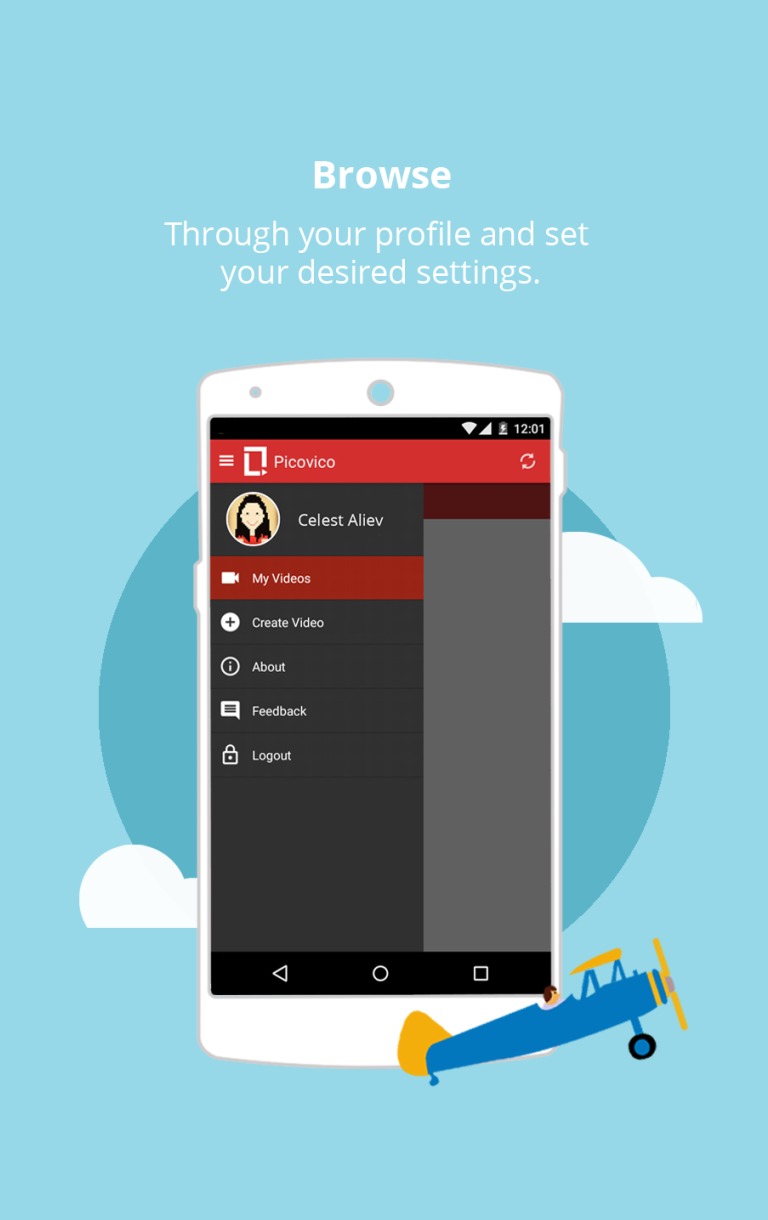 Browse
Through your profile and set
your desired settings.
12:01
Picovico
Celest Aliev
My Videos
Create Video
About
Feedback
Logout